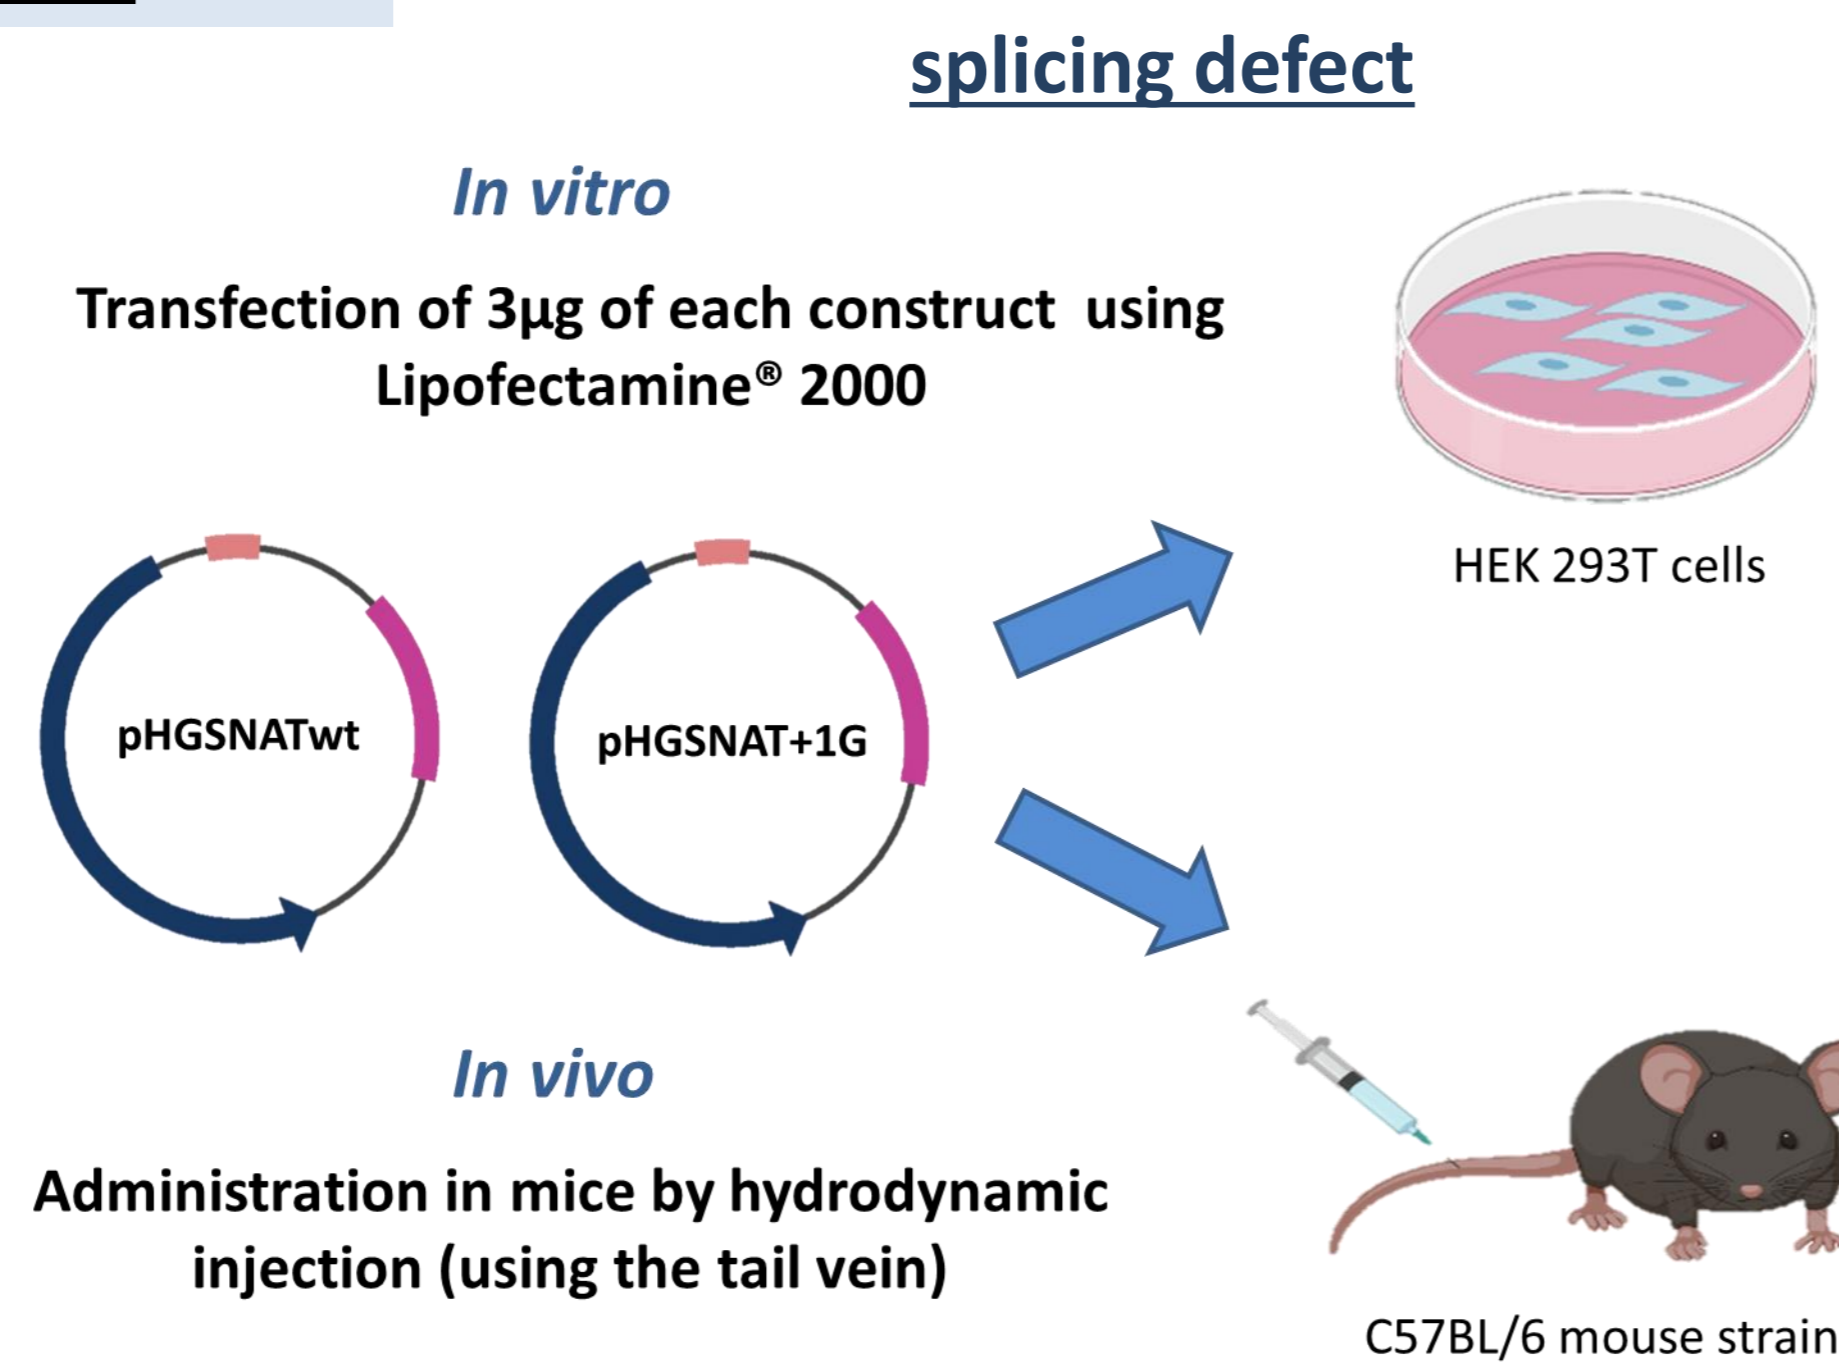 splicing defect
In vitro
Transfection of 3µg of each construct  using
Lipofectamine® 2000
HEK 293T cells
pHGSNATwt
pHGSNAT+1G
In vivo
Administration in mice by hydrodynamic
injection (using the tail vein)
C57BL/6 mouse strain